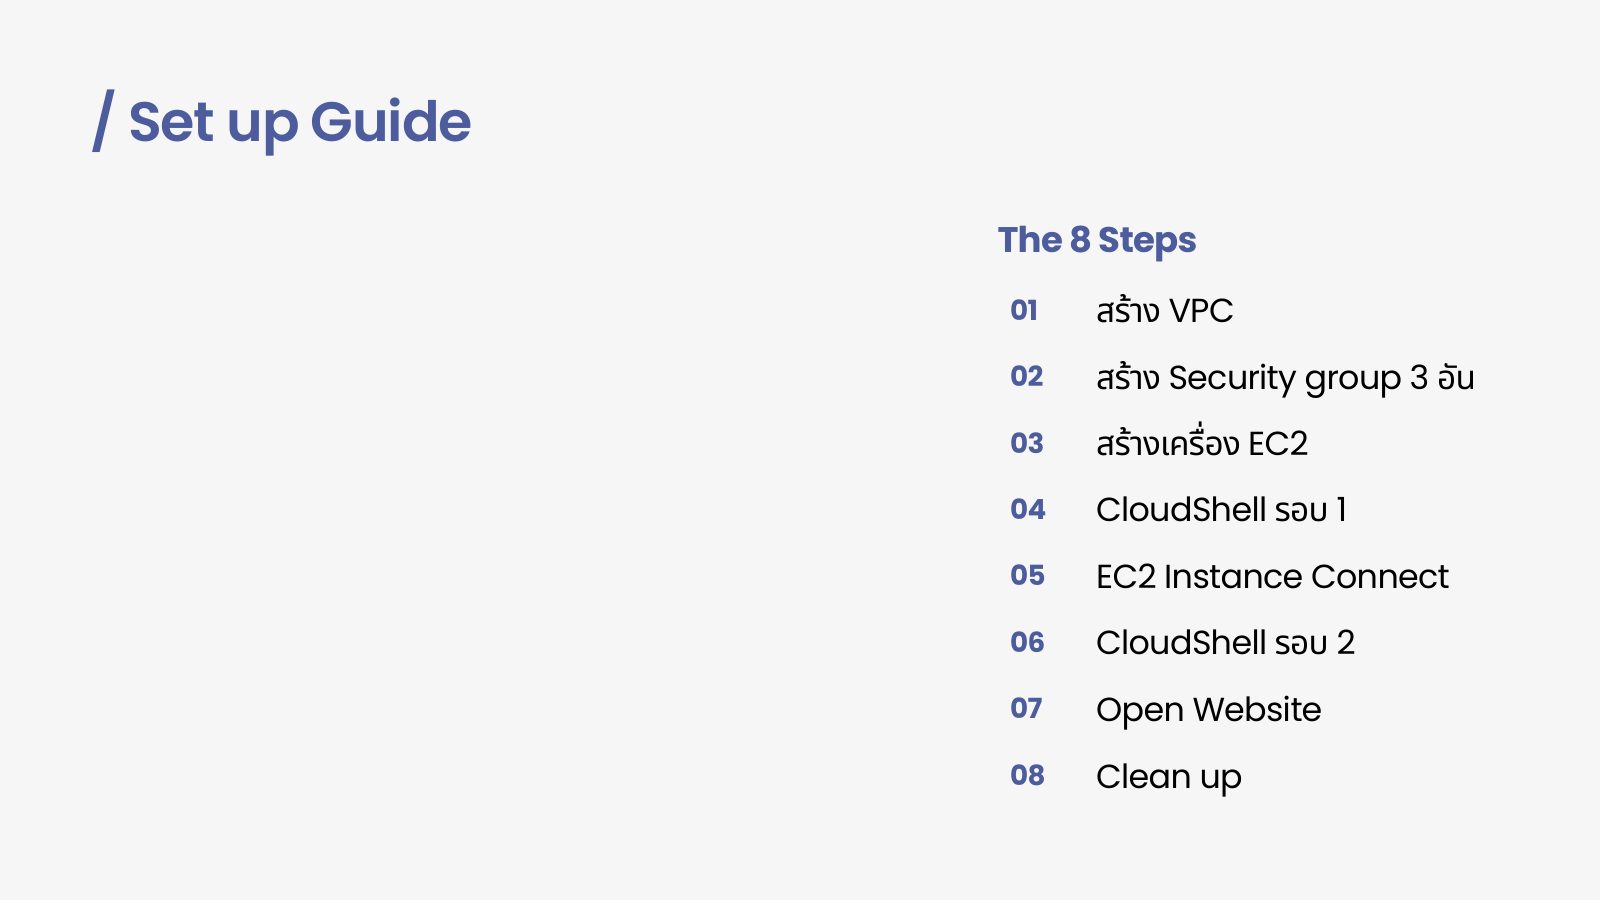 / Set up Guide
The 8 Steps
01 สร้าง VPC
02 สร้าง Security group 3 อัน
03 สร้างเครื่อง EC2
04 CloudShell รอบ 1
05 EC2 Instance Connect
06 CloudShell รอบ 2
07 Open Website
08 Clean up